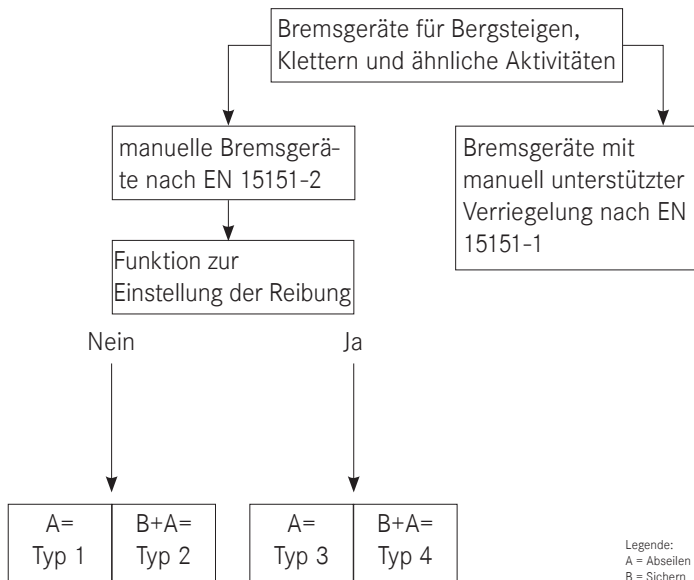 Bremsgeräte für Bergsteigen,
Klettern und ähnliche Aktivitäten
manuelle Bremsgerä-
te nach EN 15151-2
Bremsgeräte mit
manuell unterstützter
Verriegelung nach EN
15151-1
Funktion zur
Einstellung der Reibung
Nein
Ja
A=
Typ 1
B+A=
Typ 2
A=
Typ 3
B+A=
Typ 4
Legende:
A = Abseilen
B = Sichern